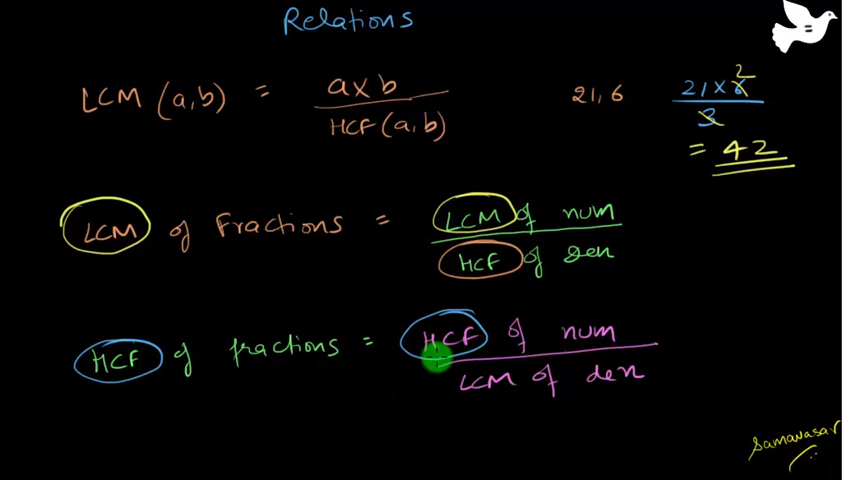 Relations
LCM (a,b) = a x b / HCF (a,b)
21,6
21 x 6 2 / 3
= 42
LCM of Fractions = LCM of num / HCF of den
HCF of fractions = HCF of num / LCM of den
Samavasar